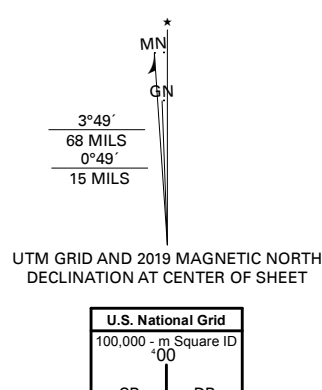 ★
MN
GN
3°49´
68 MILS
0°49´
15 MILS
UTM GRID AND 2019 MAGNETIC NORTH
DECLINATION AT CENTER OF SHEET
U.S. National Grid
100,000 - m Square ID
⁴00